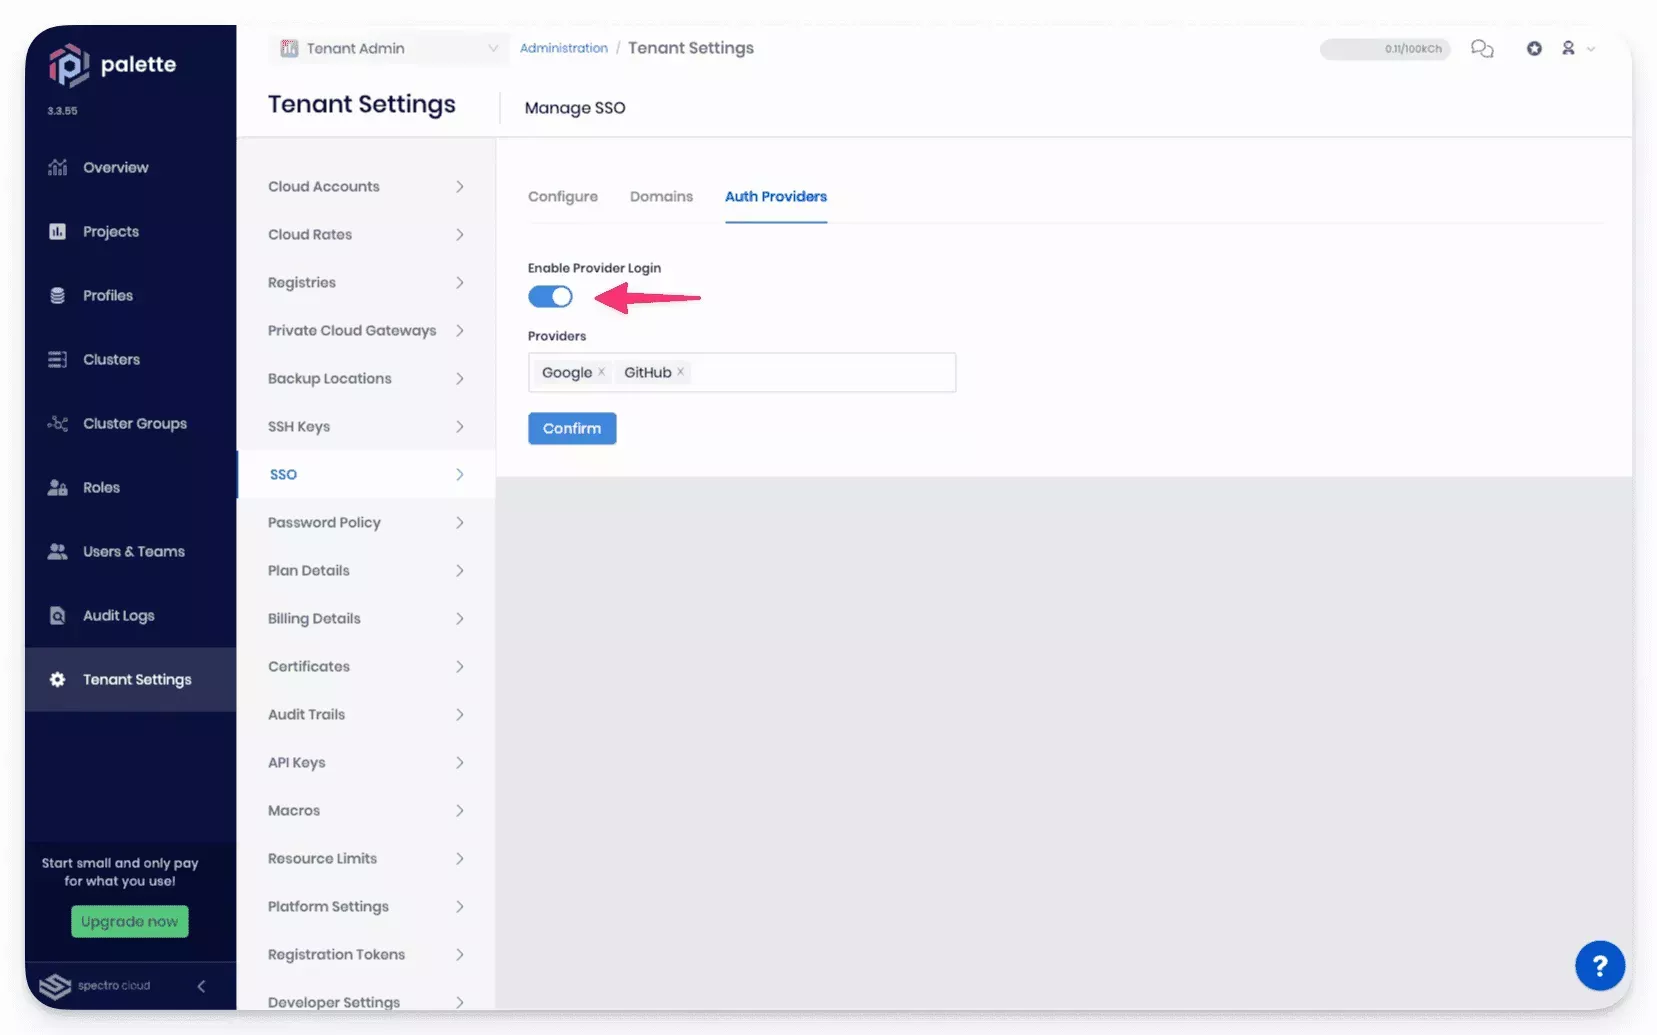 palette
3.3.55
Overview
Projects
Profiles
Clusters
Cluster Groups
Roles
Users & Teams
Audit Logs
Tenant Settings
Start small and only pay
for what you use!
Upgrade now
spectro cloud
Tenant Admin
Administration / Tenant Settings
0.11/100kCh
Tenant Settings
Manage SSO
Cloud Accounts
Cloud Rates
Registries
Private Cloud Gateways
Backup Locations
SSH Keys
SSO
Password Policy
Plan Details
Billing Details
Certificates
Audit Trails
API Keys
Macros
Resource Limits
Platform Settings
Registration Tokens
Developer Settings
Configure Domains Auth Providers
Enable Provider Login
Providers
Google x GitHub x
Confirm
?